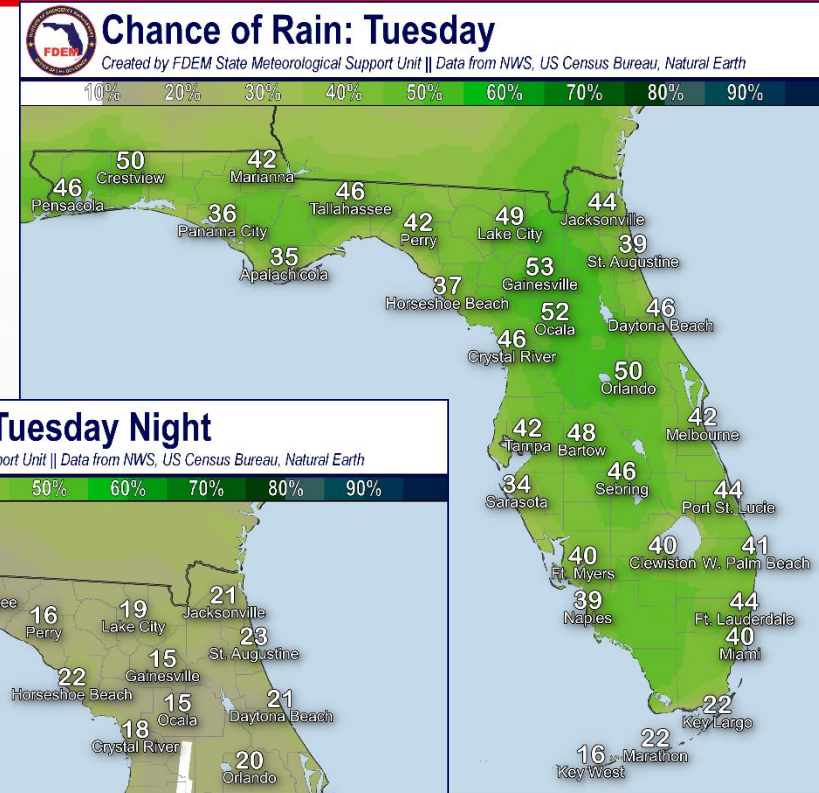 FDEM
Chance of Rain: Tuesday
Created by FDEM State Meteorological Support Unit || Data from NWS, US Census Bureau, Natural Earth
10% 20% 30% 40% 50% 60% 70% 80% 90%
50
Crestview
42
Marianna
46
Pensacola
46
Tallahassee
36
Panama City
42
Perry
49
Lake City
44
Jacksonville
39
St. Augustine
35
Apalachicola
53
Gainesville
37
Horseshoe Beach
52
Ocala
46
Daytona Beach
46
Crystal River
50
Orlando
42
Tampa
48
Bartow
42
Melbourne
46
Sebring
34
Sarasota
44
Port St. Lucie
40
Ft. Myers
40
Clewiston
41
W. Palm Beach
39
Naples
44
Ft. Lauderdale
40
Miami
22
Key Largo
22
Marathon
16
Key West
Tuesday Night
port Unit || Data from NWS, US Census Bureau, Natural Earth
50% 60% 70% 80% 90%
ee
16
Perry
19
Lake City
21
Jacksonville
23
St. Augustine
15
Gainesville
22
Horseshoe Beach
15
Ocala
21
Daytona Beach
18
Crystal River
20
Orlando